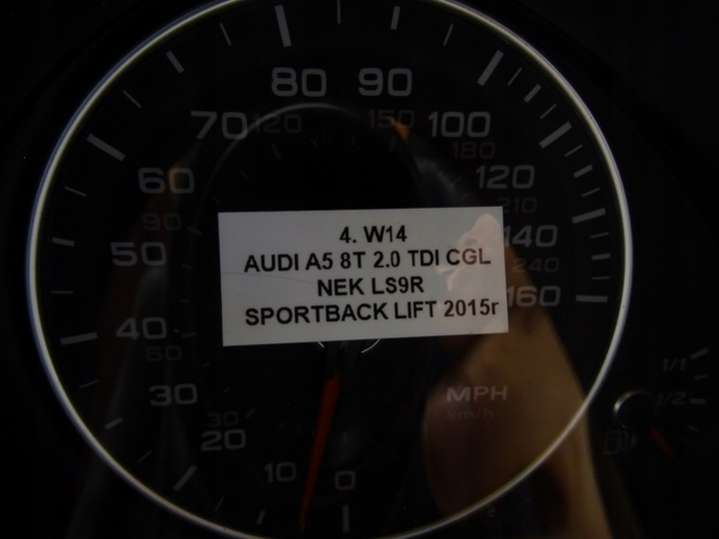 80 90
70 120 150 100
180
60 120
90 210
4. W14
50 140
AUDI A5 8T 2.0 TDI CGL
240
NEK LS9R
160
SPORTBACK LIFT 2015r
40
60
1/1
30 MPH 1/2
30 km/h
20
10 0